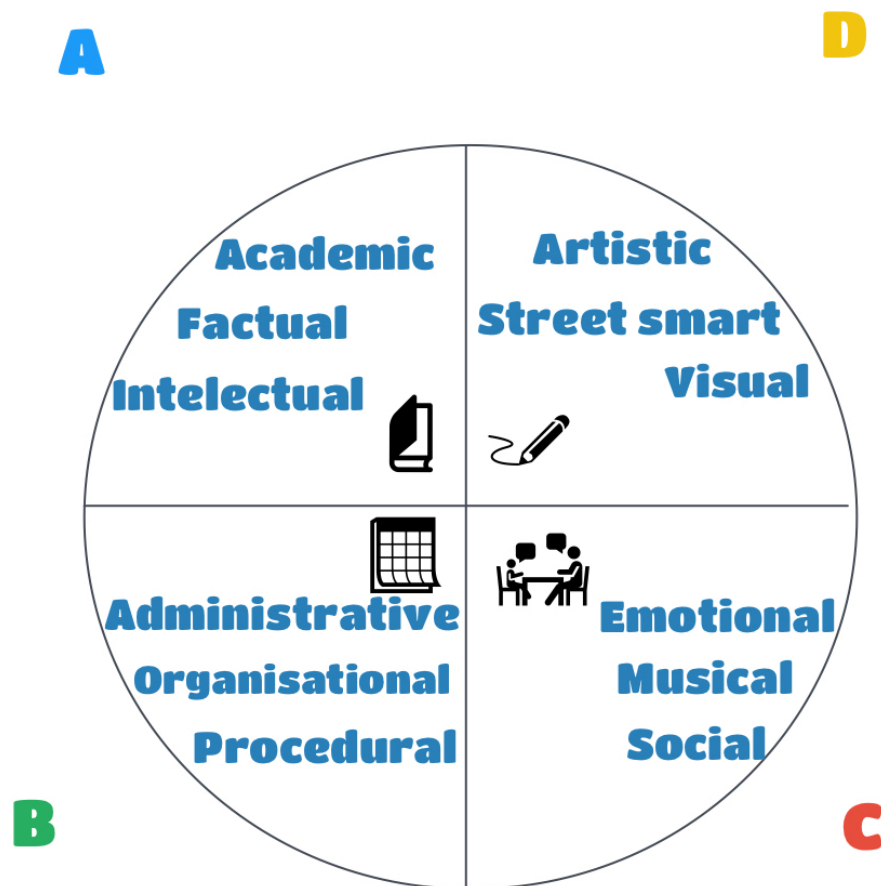 A
D
Academic
Factual
Intelectual
Artistic
Street smart
Visual
Administrative
Organisational
Procedural
Emotional
Musical
Social
B
C